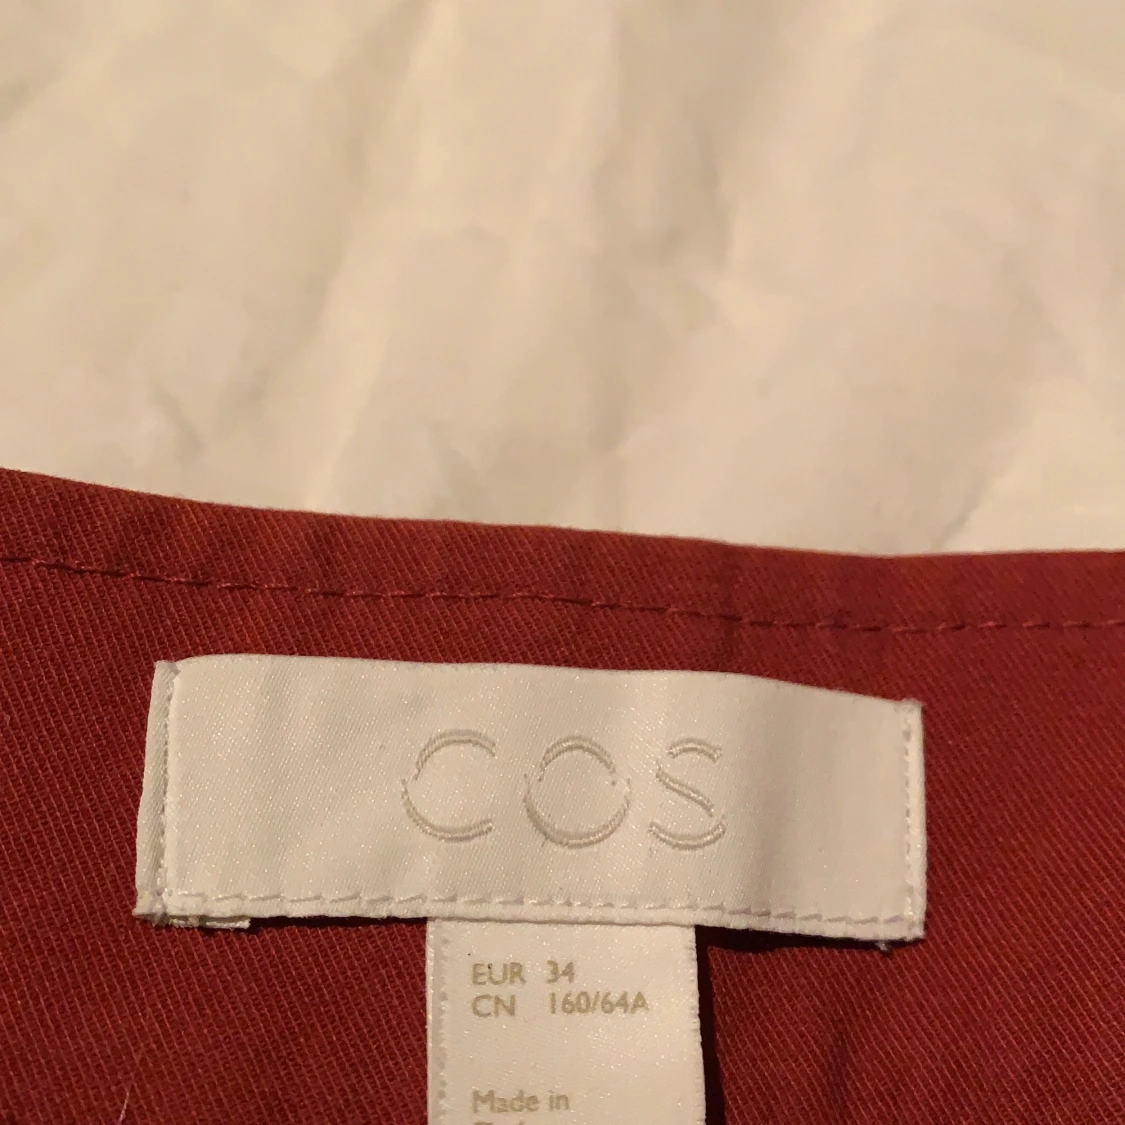 COS
EUR 34
CN 160/64A
Made in